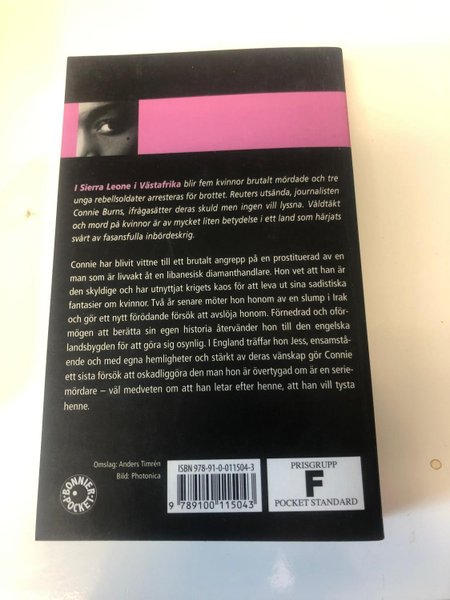 I Sierra Leone i Västafrika blir fem kvinnor brutalt mördade och tre
unga rebellsoldater arresteras för brottet. Reuters utsända, journalisten
Connie Burns, ifrågasätter deras skuld men ingen vill lyssna. Våldtäkt
och mord på kvinnor är av mycket liten betydelse i ett land som härjats
svårt av fasansfulla inbördeskrig.
Connie har blivit vittne till ett brutalt angrepp på en prostituerad av en
man som är livvakt åt en libanesisk diamanthandlare. Hon vet att han är
den skyldige och har utnyttjat krigets kaos för att leva ut sina sadistiska
fantasier om kvinnor. Två år senare möter hon honom av en slump i Irak
och gör ett nytt förödande försök att avslöja honom. Förnedrad och oför-
mögen att berätta sin egen historia återvänder hon till den engelska
landsbygden för att göra sig osynlig. I England träffar hon Jess, ensamstå-
ende och med egna hemligheter och stärkt av deras vänskap gör Connie
ett sista försök att oskadliggöra den man hon är övertygad om är en serie-
mördare – väl medveten om att han letar efter henne, att han vill tysta
henne.
Omslag: Anders Timrén
Bild: Photonica
BONNIER POCKET
ISBN 978-91-0-011504-3
9 789100 115043
PRISGRUPP
F
POCKET STANDARD